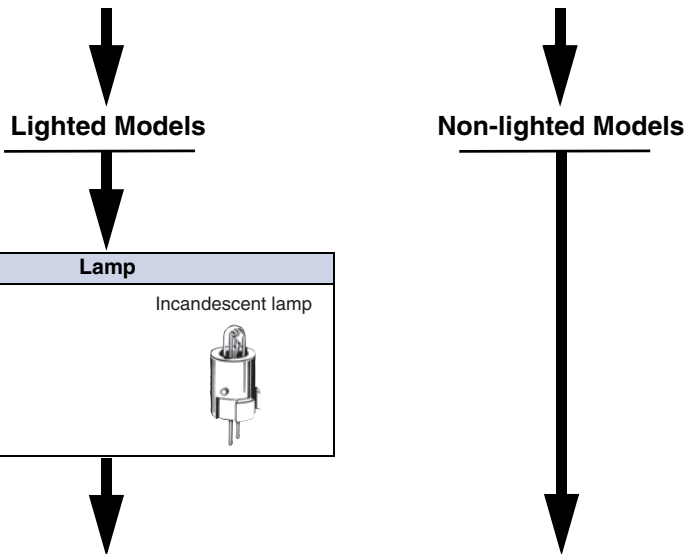 Lighted Models
Non-lighted Models
Lamp
Incandescent lamp